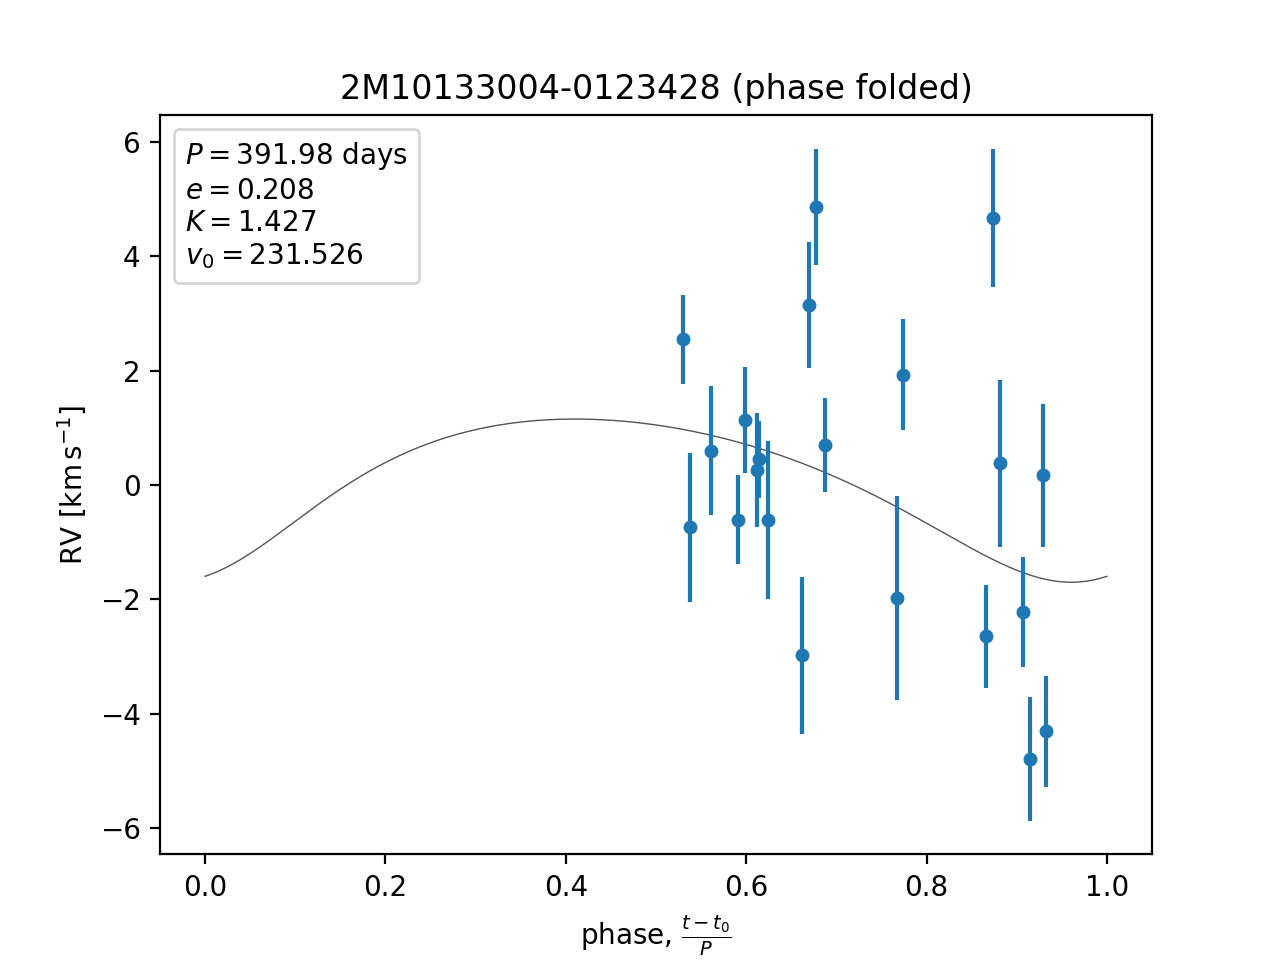 2M10133004-0123428 (phase folded)
P = 391.98 days
e = 0.208
K = 1.427
v₀ = 231.526
6
4
2
0
−2
−4
−6
RV [km s⁻¹]
0.0 0.2 0.4 0.6 0.8 1.0
phase, (t − t₀)/P